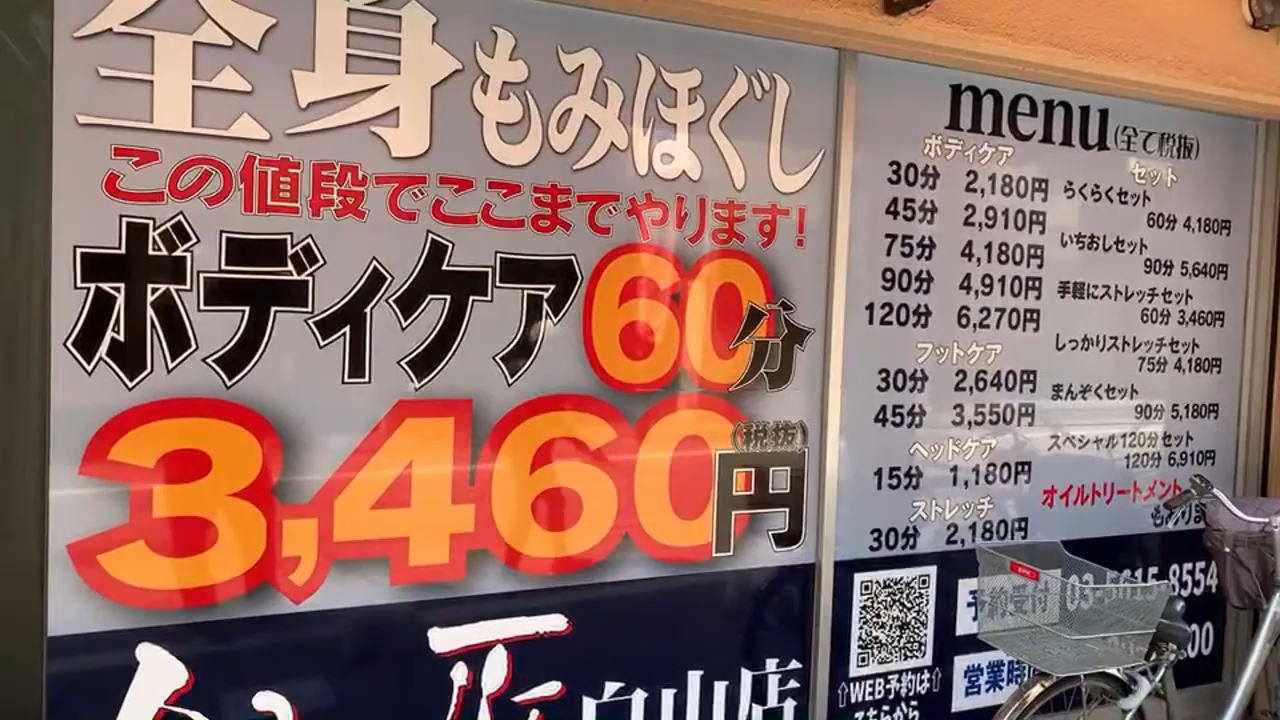 全身もみほぐし
この値段でここまでやります!
ボディケア60分
3,460円
(税抜)
白山店
menu(全て税抜)
ボディケア
30分 2,180円
45分 2,910円
75分 4,180円
90分 4,910円
120分 6,270円
フットケア
30分 2,640円
45分 3,550円
ヘッドケア
15分 1,180円
ストレッチ
30分 2,180円
セット
らくらくセット
60分 4,180円
いちおしセット
90分 5,640円
手軽にストレッチセット
60分 3,460円
しっかりストレッチセット
75分 4,180円
まんぞくセット
90分 5,180円
スペシャル120分セット
120分 6,910円
オイルトリートメント
⇧WEB予約は⇧
こちらから
予約受付 03-5615-8554
営業時